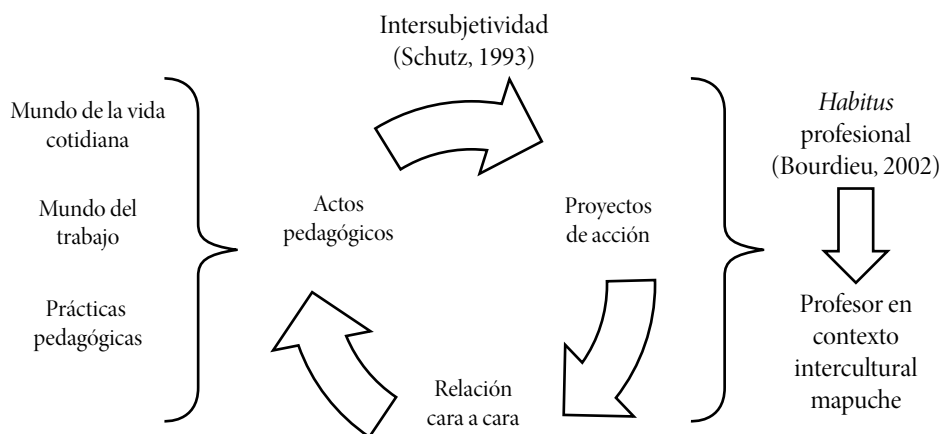 Intersubjetividad
(Schutz, 1993)
Mundo de la vida
cotidiana
Mundo del
trabajo
Prácticas
pedagógicas
Actos
pedagógicos
Proyectos
de acción
Relación
cara a cara
Habitus
profesional
(Bourdieu, 2002)
Profesor en
contexto
intercultural
mapuche